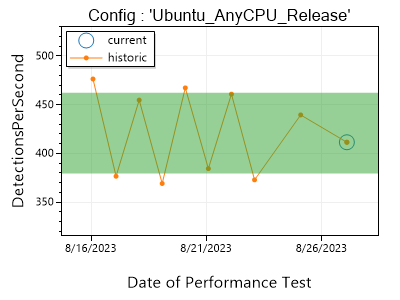 Config : 'Ubuntu_AnyCPU_Release'
current
historic
DetectionsPerSecond
500
450
400
350
8/16/2023
8/21/2023
8/26/2023
Date of Performance Test